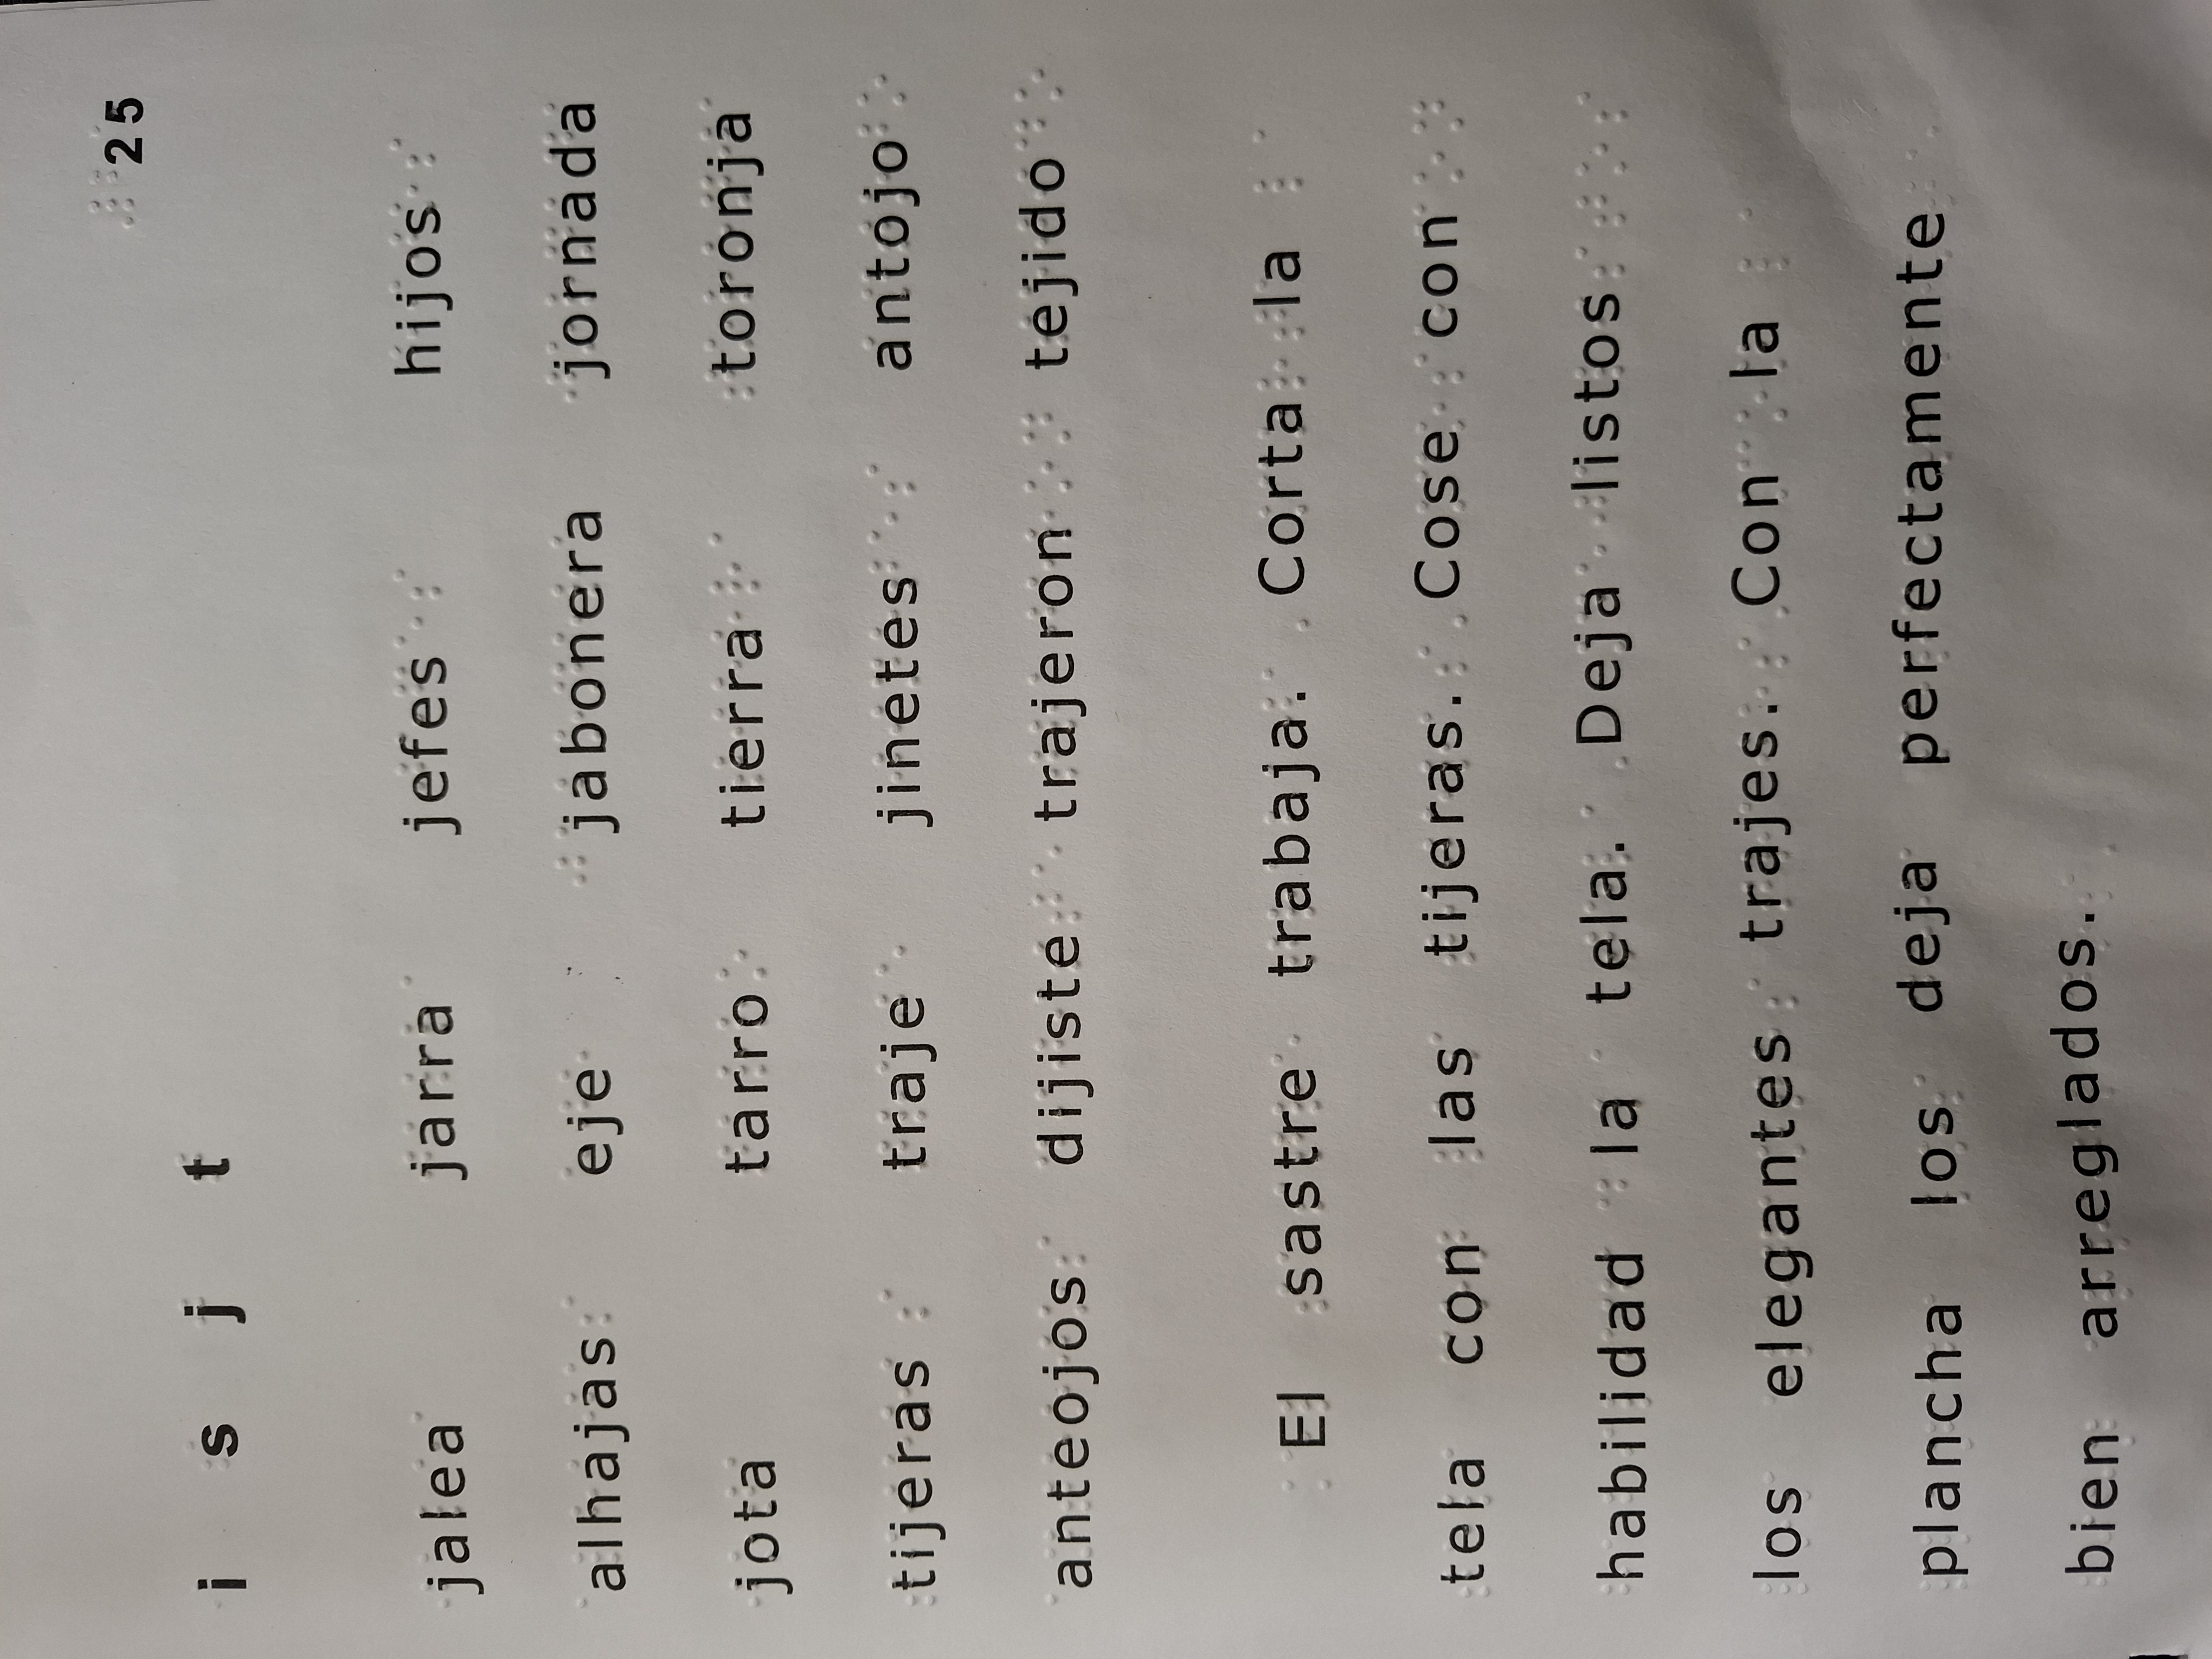 25
i s j t
jalea jarra jefes hijos
alhajas eje jabonera jornada
jota tarro tierra toronja
tijeras traje jinetes antojo
anteojos dijiste trajeron tejido
El sastre trabaja. Corta la
tela con las tijeras. Cose con
habilidad la tela. Deja listos
los elegantes trajes. Con la
plancha los deja perfectamente
bien arreglados.